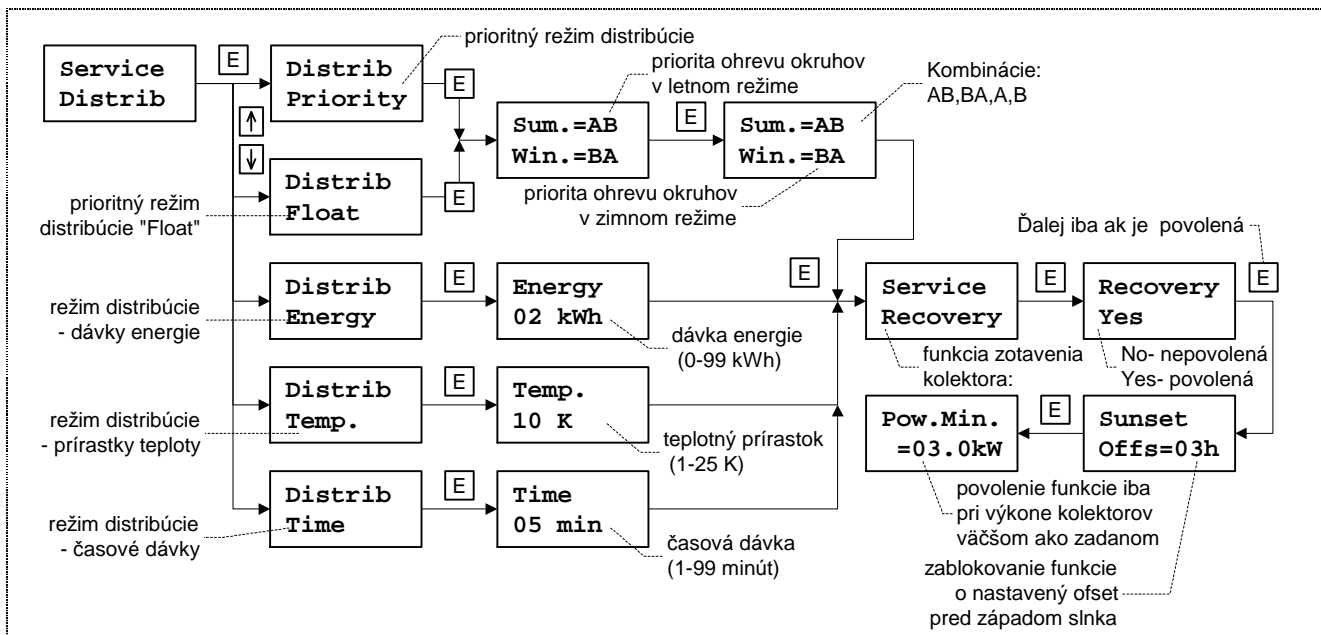 Service
Distrib
E
Distrib
Priority
prioritný režim distribúcie
E
priorita ohrevu okruhov
v letnom režime
Sum.=AB
Win.=BA
E
Sum.=AB
Win.=BA
Kombinácie:
AB,BA,A,B
↑
↓
Distrib
Float
E
prioritný režim
distribúcie "Float"
priorita ohrevu okruhov
v zimnom režime
režim distribúcie
- dávky energie
Distrib
Energy
E
Energy
02 kWh
dávka energie
(0-99 kWh)
E
Service
Recovery
funkcia zotavenia
kolektora:
E
Recovery
Yes
Ďalej iba ak je povolená
E
No- nepovolená
Yes- povolená
režim distribúcie
- prírastky teploty
Distrib
Temp.
E
Temp.
10 K
teplotný prírastok
(1-25 K)
Pow.Min.
=03.0kW
E
Sunset
Offs=03h
povolenie funkcie iba
pri výkone kolektorov
väčšom ako zadanom
režim distribúcie
- časové dávky
Distrib
Time
E
Time
05 min
časová dávka
(1-99 minút)
zablokovanie funkcie
o nastavený ofset
pred západom slnka